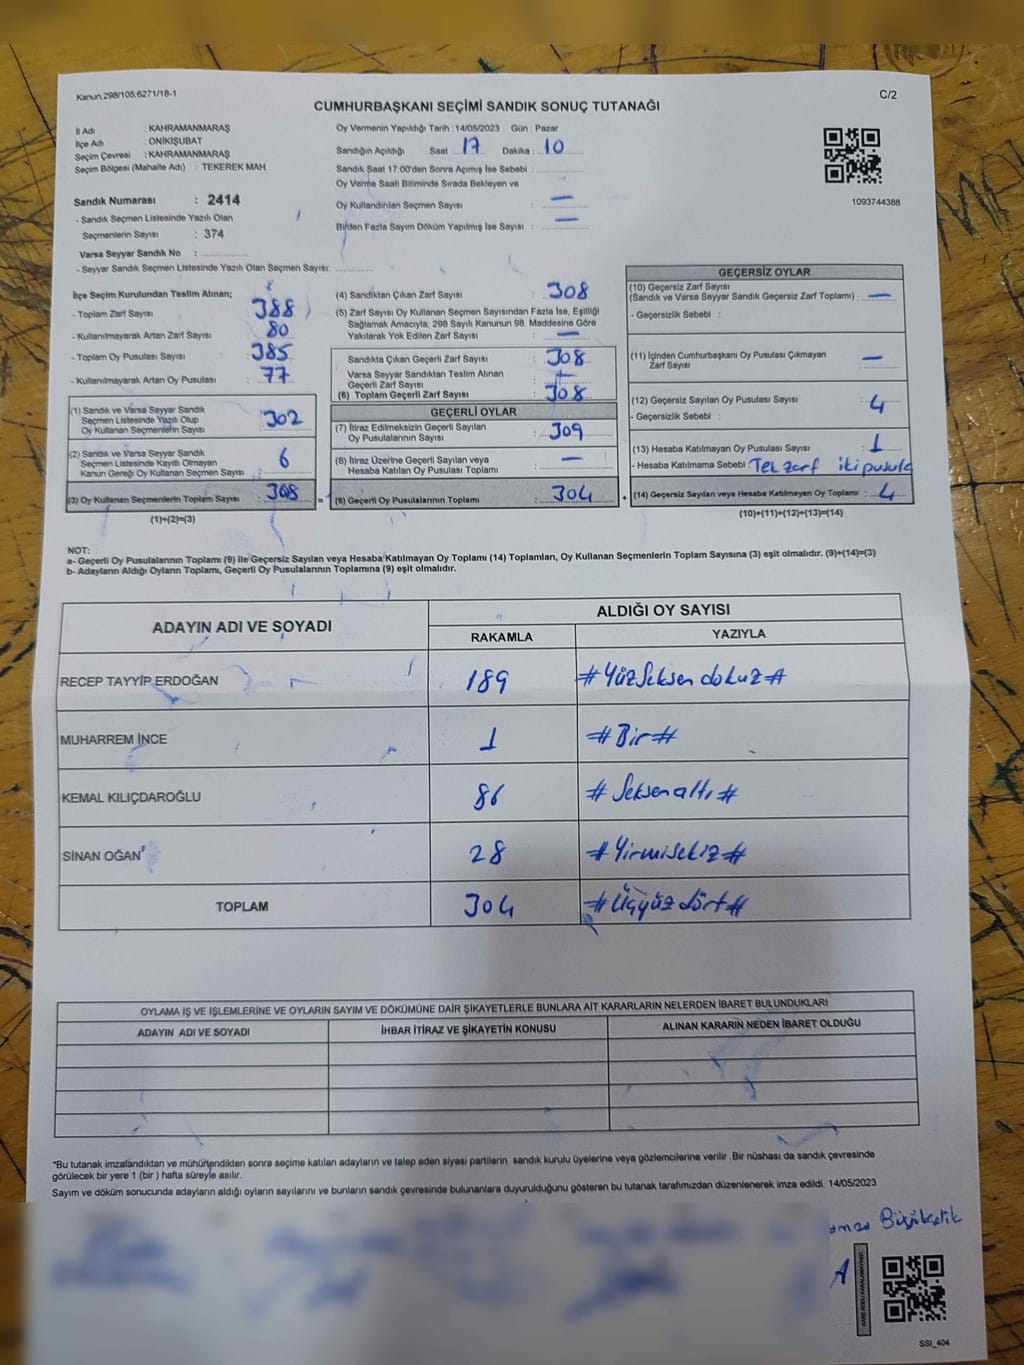 Kanun,298/105,6271/18-1
C/2
CUMHURBAŞKANI SEÇİMİ SANDIK SONUÇ TUTANAĞI
İl Adı : KAHRAMANMARAŞ
İlçe Adı : ONİKİŞUBAT
Seçim Çevresi : KAHRAMANMARAŞ
Seçim Bölgesi (Mahalle Adı) : TEKEREK MAH.
Sandık Numarası : 2414
- Sandık Seçmen Listesinde Yazılı Olan
Seçmenlerin Sayısı : 374
Varsa Seyyar Sandık No :
- Seyyar Sandık Seçmen Listesinde Yazılı Olan Seçmen Sayısı:
Oy Vermenin Yapıldığı Tarih : 14/05/2023 Gün : Pazar
Sandığın Açıldığı Saat : 17 Dakika : 10
Sandık Saat 17:00'den Sonra Açımış İse Sebebi :
Oy Verme Saati Bitiminde Sırada Bekleyen ve
Oy Kullandırılan Seçmen Sayısı : —
Birden Fazla Sayım Döküm Yapılmış İse Sayısı : —
1093744388
İlçe Seçim Kurulundan Teslim Alınan;
- Toplam Zarf Sayısı : 388
- Kullanılmayarak Artan Zarf Sayısı : 80
- Toplam Oy Pusulası Sayısı : 385
- Kullanılmayarak Artan Oy Pusulası : 77
(1) Sandık ve Varsa Seyyar Sandık
Seçmen Listesinde Yazılı Olup
Oy Kullanan Seçmenlerin Sayısı : 302
(2) Sandık ve Varsa Seyyar Sandık
Seçmen Listesinde Kayıtlı Olmayan
Kanun Gereği Oy Kullanan Seçmen Sayısı : 6
(3) Oy Kullanan Seçmenlerin Toplam Sayısı : 308
(1)+(2)=(3)
(4) Sandıktan Çıkan Zarf Sayısı : 308
(5) Zarf Sayısı Oy Kullanan Seçmen Sayısından Fazla İse, Eşitliği
Sağlamak Amacıyla; 298 Sayılı Kanunun 98. Maddesine Göre
Yakılarak Yok Edilen Zarf Sayısı : —
Sandıkta Çıkan Geçerli Zarf Sayısı : 308
Varsa Seyyar Sandıktan Teslim Alınan
Geçerli Zarf Sayısı :
(6) Toplam Geçerli Zarf Sayısı : 308
GEÇERLİ OYLAR
(7) İtiraz Edilmeksizin Geçerli Sayılan
Oy Pusulalarının Sayısı : 309
(8) İtiraz Üzerine Geçerli Sayılan veya
Hesaba Katılan Oy Pusulası Toplamı : —
= (9) Geçerli Oy Pusulalarının Toplamı : 304 +
GEÇERSİZ OYLAR
(10) Geçersiz Zarf Sayısı
(Sandık ve Varsa Seyyar Sandık Geçersiz Zarf Toplamı) : —
- Geçersizlik Sebebi :
(11) İçinden Cumhurbaşkanı Oy Pusulası Çıkmayan
Zarf Sayısı : —
(12) Geçersiz Sayılan Oy Pusulası Sayısı : 4
- Geçersizlik Sebebi :
(13) Hesaba Katılmayan Oy Pusulası Sayısı : 1
- Hesaba Katılmama Sebebi : Tek zarf iki pusula
(14) Geçersiz Sayılan veya Hesaba Katılmayan Oy Toplamı : 4
(10)+(11)+(12)+(13)=(14)
NOT:
a- Geçerli Oy Pusulalarının Toplamı (9) ile Geçersiz Sayılan veya Hesaba Katılmayan Oy Toplamı (14) Toplamları, Oy Kullanan Seçmenlerin Toplam Sayısına (3) eşit olmalıdır. (9)+(14)=(3)
b- Adayların Aldığı Oyların Toplamı, Geçerli Oy Pusulalarının Toplamına (9) eşit olmalıdır.
ADAYIN ADI VE SOYADI ALDIĞI OY SAYISI
RAKAMLA YAZIYLA
RECEP TAYYİP ERDOĞAN 189 #Yüzseksen dokuz#
MUHARREM İNCE 1 #Bir#
KEMAL KILIÇDAROĞLU 86 #Seksenaltı#
SİNAN OĞAN 28 #Yirmisekiz#
TOPLAM 304 #Üçyüz dört#
OYLAMA İŞ VE İŞLEMLERİNE VE OYLARIN SAYIM VE DÖKÜMÜNE DAİR ŞİKAYETLERLE BUNLARA AİT KARARLARIN NELERDEN İBARET BULUNDUKLARI
ADAYIN ADI VE SOYADI İHBAR İTİRAZ VE ŞİKAYETİN KONUSU ALINAN KARARIN NEDEN İBARET OLDUĞU
*Bu tutanak imzalandıktan ve mühürlendikten sonra seçime katılan adayların ve talep eden siyasi partilerin sandık kurulu üyelerine veya gözlemcilerine verilir .Bir nüshası da sandık çevresinde
görülecek bir yere 1 (bir ) hafta süreyle asılır.
Sayım ve döküm sonucunda adayların aldığı oyların sayılarını ve bunların sandık çevresinde bulunanlara duyurulduğunu gösteren bu tutanak tarafımızdan düzenlenerek imza edildi. 14/05/2023
SSİ_404